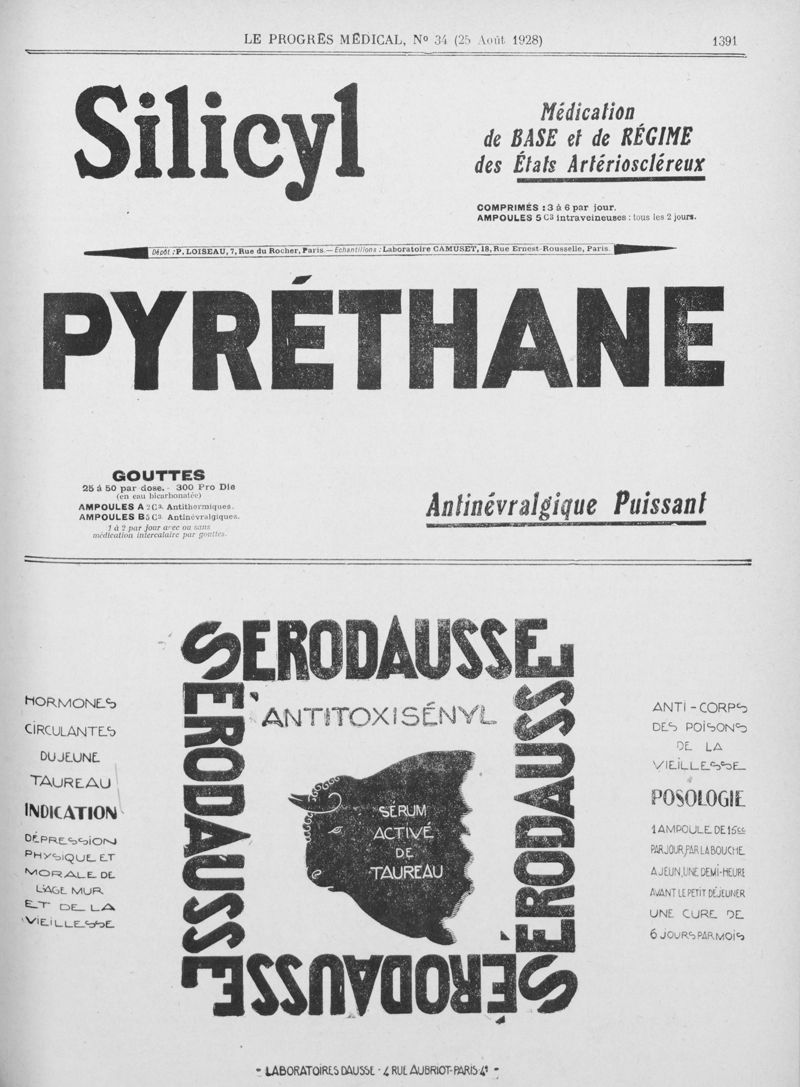 LE PROGRÈS MÉDICAL, No 34 (25 Août 1928)
1391
Silicyl
Médication
de BASE et de RÉGIME
des États Artérioscléreux
COMPRIMÉS : 3 à 6 par jour.
AMPOULES 5 C3 intraveineuses : tous les 2 jours.
Dépôt : P. LOISEAU, 7, Rue du Rocher, Paris. — Échantillons : Laboratoire CAMUSET, 18, Rue Ernest-Rousselle, Paris.
PYRÉTHANE
GOUTTES
25 à 50 par dose. - 300 Pro Die
(en eau bicarbonatée)
AMPOULES A 2 C3. Antithermiques.
AMPOULES B 5 C3. Antinévralgiques.
1 à 2 par jour avec ou sans
médication intercalaire par gouttes.
Antinévralgique Puissant
SERODAUSSE
SÉRODAUSSE
SÉRODAUSSE
SÉRODAUSSE
ANTITOXISÉNYL
SÉRUM
ACTIVÉ
DE
TAUREAU
HORMONES
CIRCULANTES
DU JEUNE
TAUREAU
INDICATION
DÉPRESSION
PHYSIQUE ET
MORALE DE
L'AGE MUR
ET DE LA
VIEILLESSE
ANTI-CORPS
DES POISONS
DE LA
VIEILLESSE
POSOLOGIE
1 AMPOULE DE 15cc
PAR JOUR, PAR LA BOUCHE
A JEUN, UNE DEMI-HEURE
AVANT LE PETIT DÉJEUNER
UNE CURE DE
6 JOURS PAR MOIS
- LABORATOIRES DAUSSE - 4 RUE AUBRIOT - PARIS 4e -